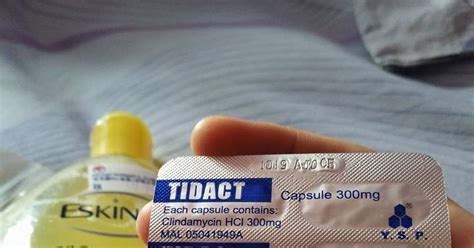 TIDACT
Capsule 300mg
Each capsule contains:
Clindamycin HCl 300mg
MAL 05041949A
Y.S.P
ESKIN